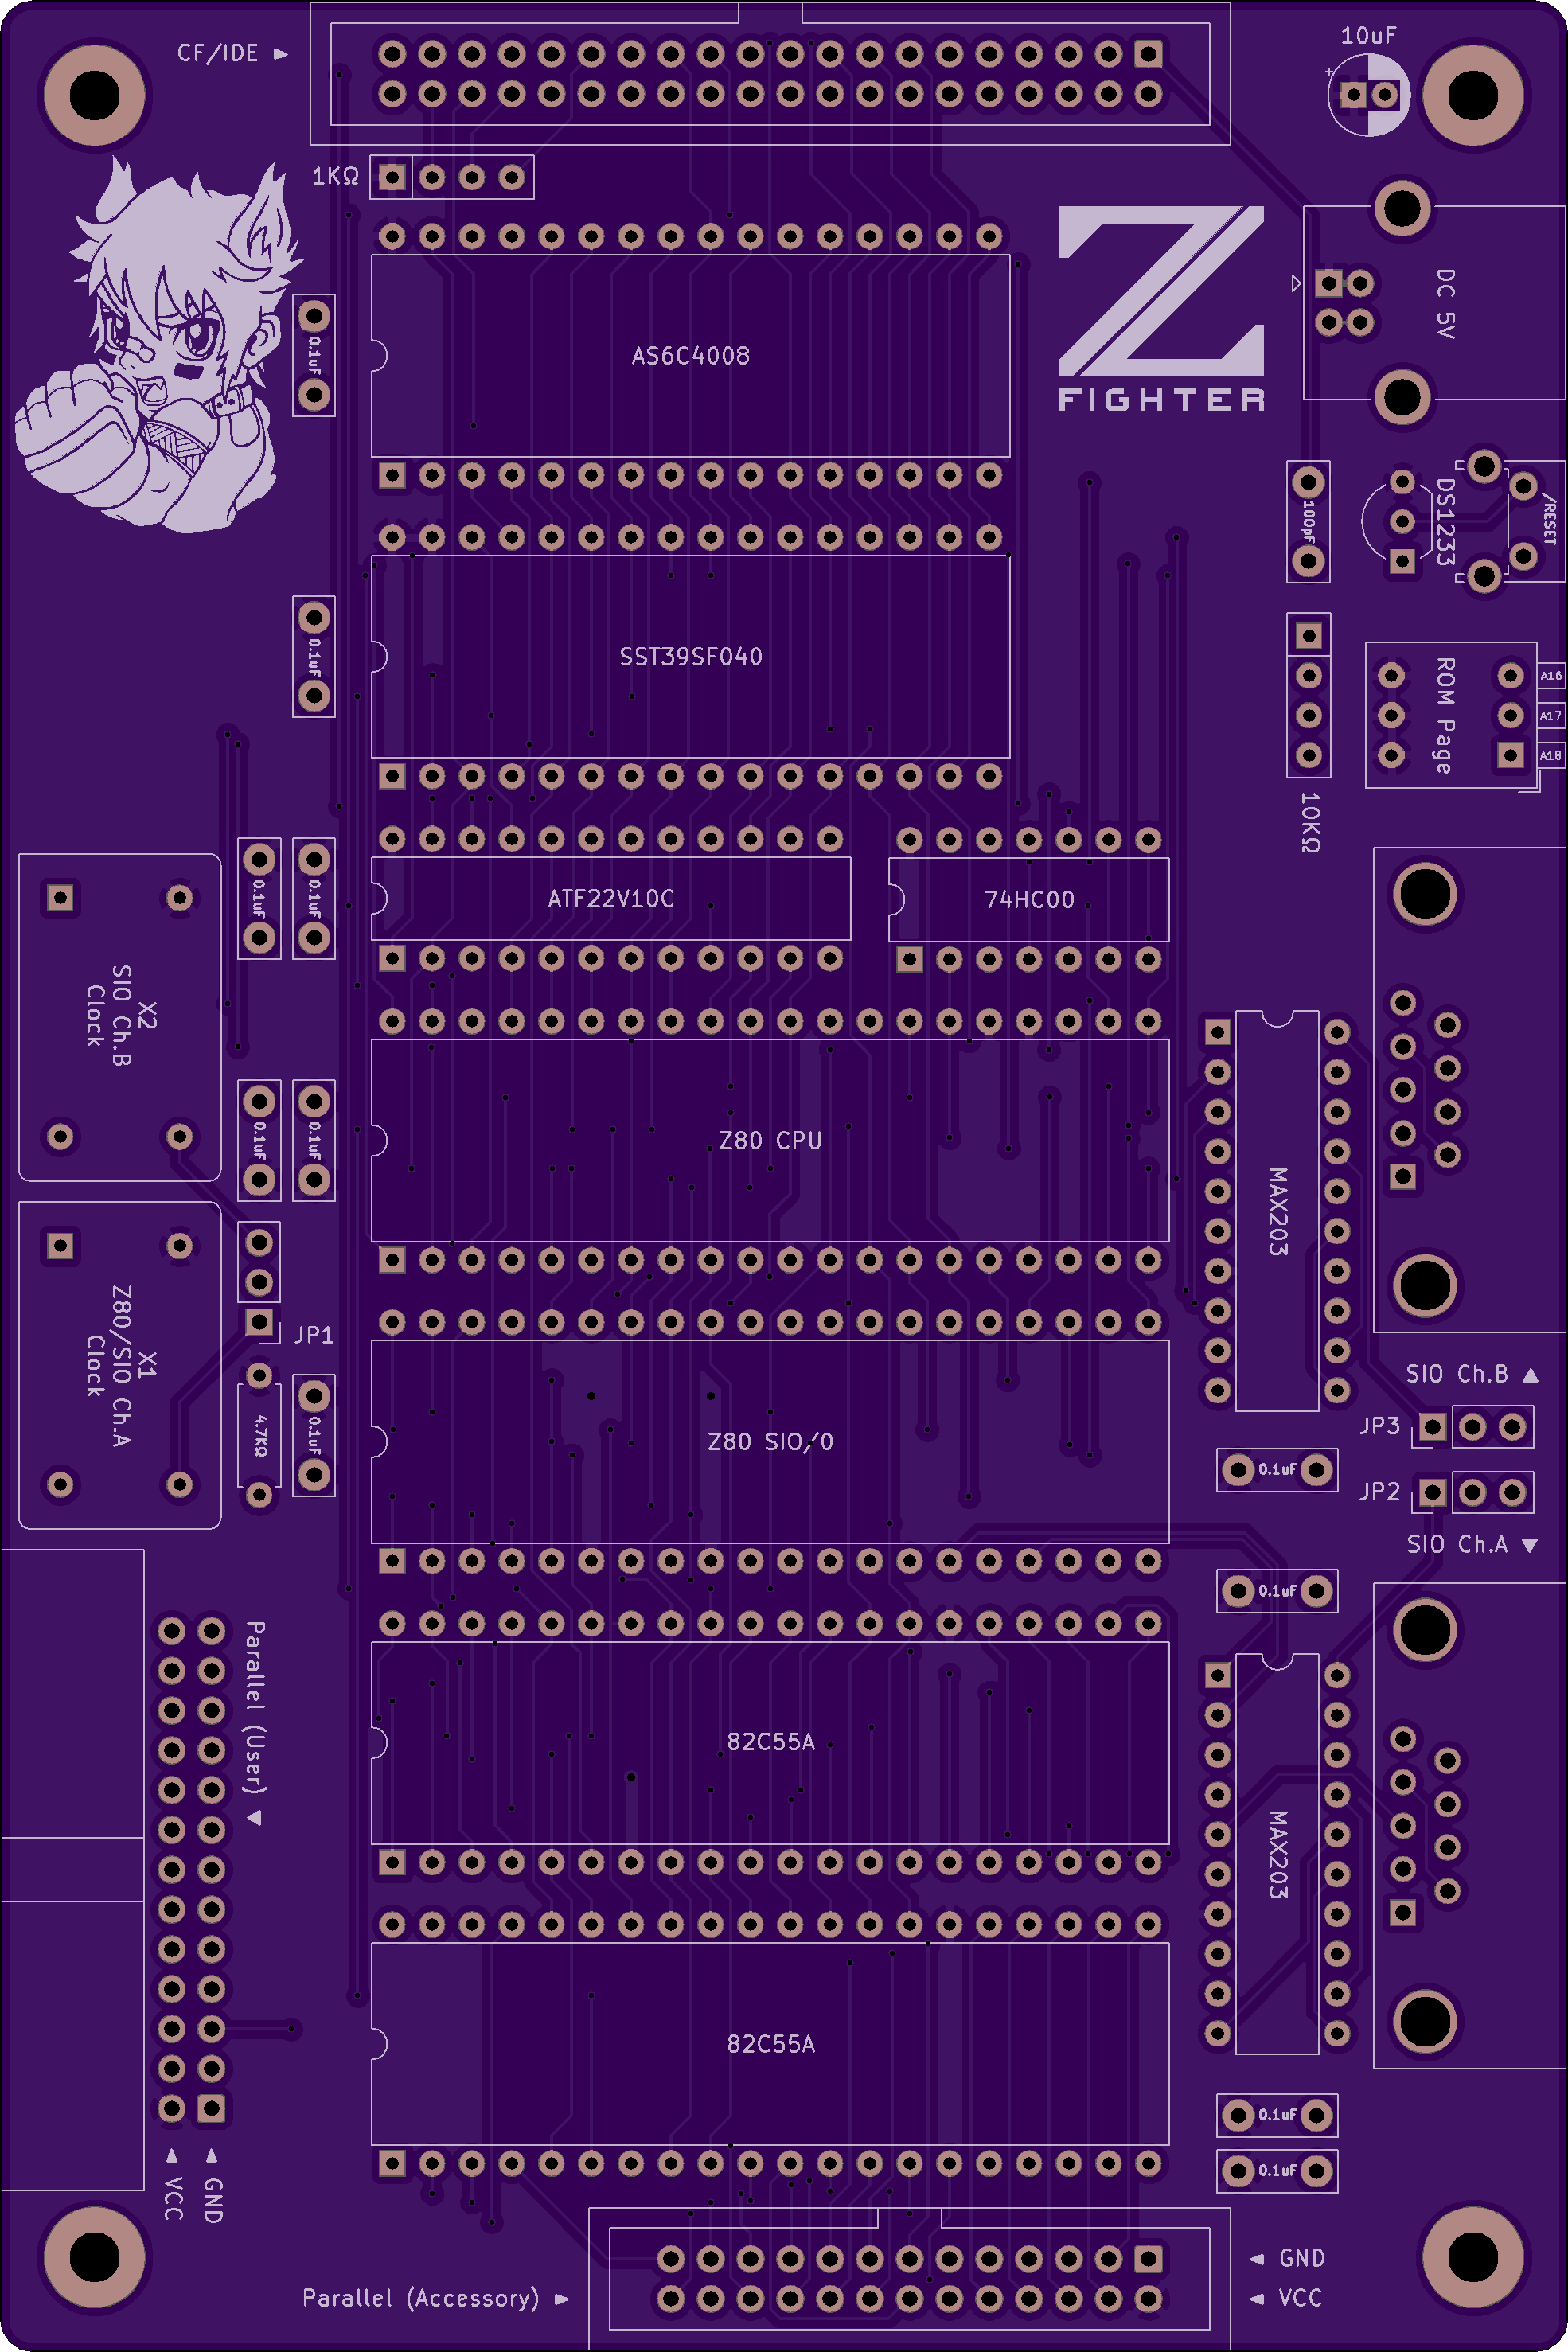 CF/IDE ►
10uF
+
1KΩ
Z
FIGHTER
DC 5V
0.1uF
AS6C4008
100pF
DS1233
/RESET
0.1uF
SST39SF040
ROM Page
A16
A17
A18
10KΩ
0.1uF
0.1uF
ATF22V10C
74HC00
X2
SIO Ch.B
Clock
0.1uF
0.1uF
Z80 CPU
MAX203
X1
Z80/SIO Ch.A
Clock
JP1
4.7KΩ
0.1uF
Z80 SIO/0
SIO Ch.B ▲
JP3
0.1uF
JP2
SIO Ch.A ▼
0.1uF
Parallel (User) ▼
82C55A
MAX203
82C55A
0.1uF
0.1uF
◄ VCC
◄ GND
◄ GND
Parallel (Accessory) ►
◄ VCC